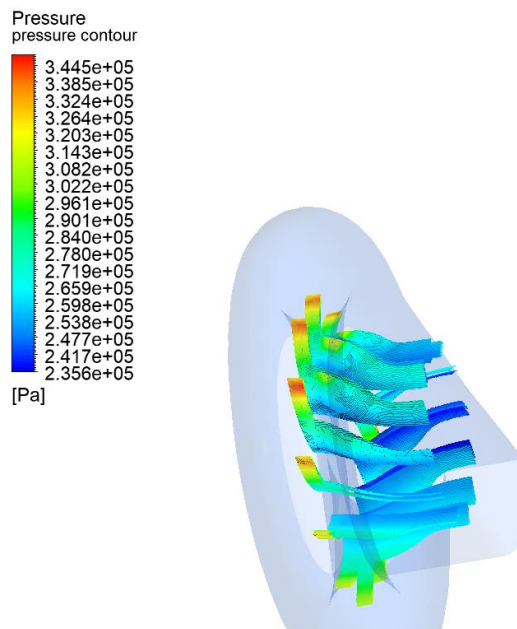 Pressure
pressure contour
3.445e+05
3.385e+05
3.324e+05
3.264e+05
3.203e+05
3.143e+05
3.082e+05
3.022e+05
2.961e+05
2.901e+05
2.840e+05
2.780e+05
2.719e+05
2.659e+05
2.598e+05
2.538e+05
2.477e+05
2.417e+05
2.356e+05
[Pa]